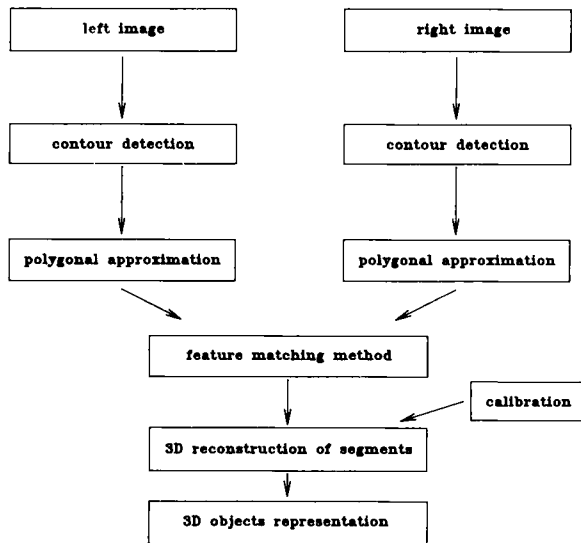 left image
right image
contour detection
contour detection
polygonal approximation
polygonal approximation
feature matching method
calibration
3D reconstruction of segments
3D objects representation